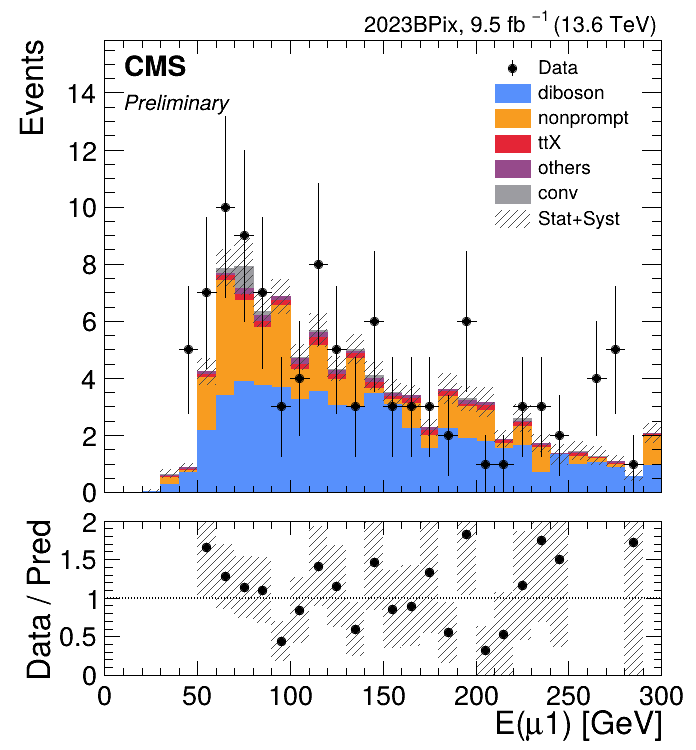 2023BPix, 9.5 fb⁻¹ (13.6 TeV)
CMS
Preliminary
Events
14
12
10
8
6
4
2
0
Data
diboson
nonprompt
ttX
others
conv
Stat+Syst
Data / Pred
2
1.5
1
0.5
0
0 50 100 150 200 250 300
E(μ1) [GeV]